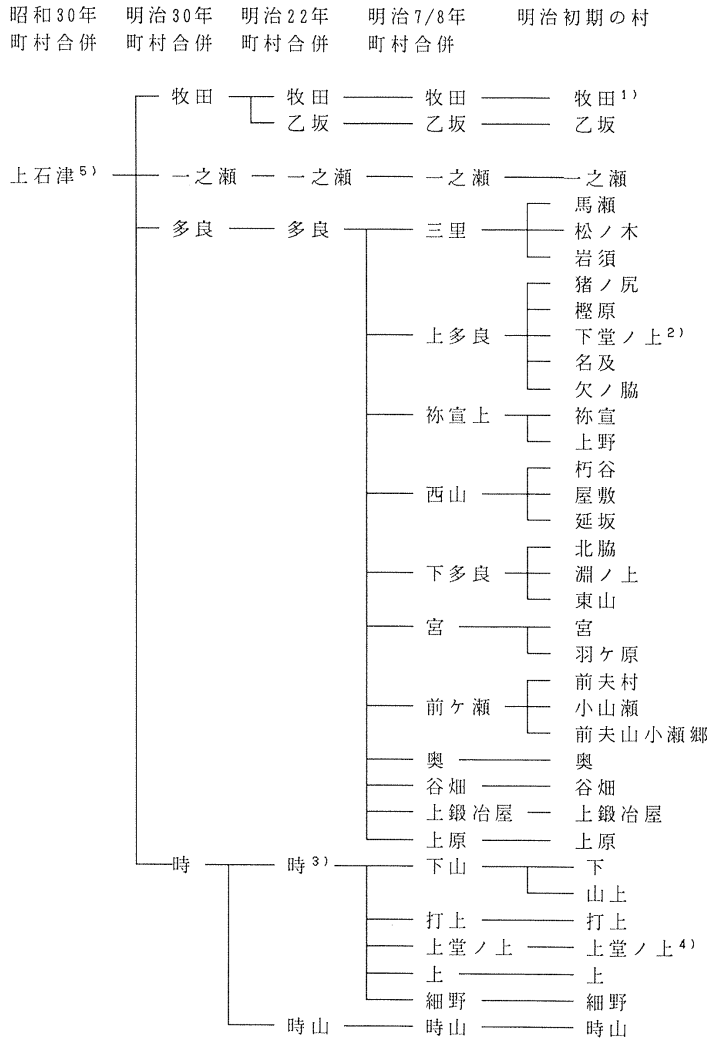 昭和30年 明治30年 明治22年 明治7/8年 明治初期の村
町村合併 町村合併 町村合併 町村合併
牧田 牧田 牧田 牧田1)
乙坂 乙坂 乙坂
上石津5) 一之瀬 一之瀬 一之瀬 一之瀬
馬瀬
多良 多良 三里 松ノ木
岩須
猪ノ尻
樫原
上多良 下堂ノ上2)
名及
欠ノ脇
祢宣上 祢宣
上野
朽谷
西山 屋敷
延坂
北脇
下多良 淵ノ上
東山
宮 宮
羽ケ原
前夫村
前ケ瀬 小山瀬
前夫山小瀬郷
奥 奥
谷畑 谷畑
上鍛冶屋 上鍛冶屋
上原 上原
時 時3) 下山 下
山上
打上 打上
上堂ノ上 上堂ノ上4)
上 上
細野 細野
時山 時山 時山